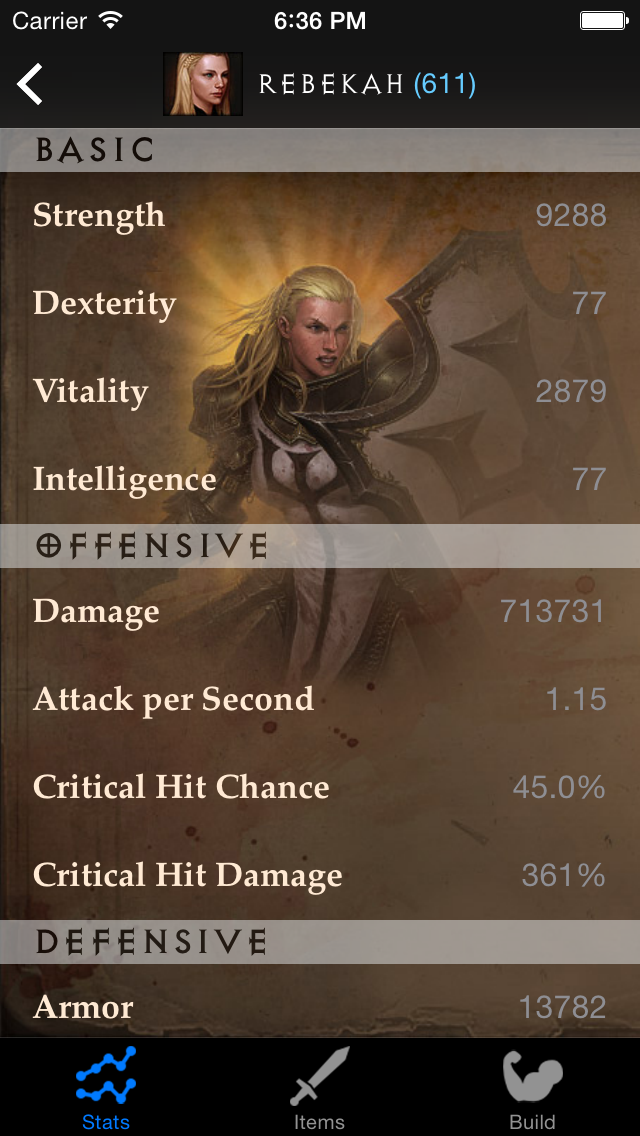 Carrier 6:36 PM
REBEKAH (611)
BASIC
Strength 9288
Dexterity 77
Vitality 2879
Intelligence 77
OFFENSIVE
Damage 713731
Attack per Second 1.15
Critical Hit Chance 45.0%
Critical Hit Damage 361%
DEFENSIVE
Armor 13782
Stats Items Build